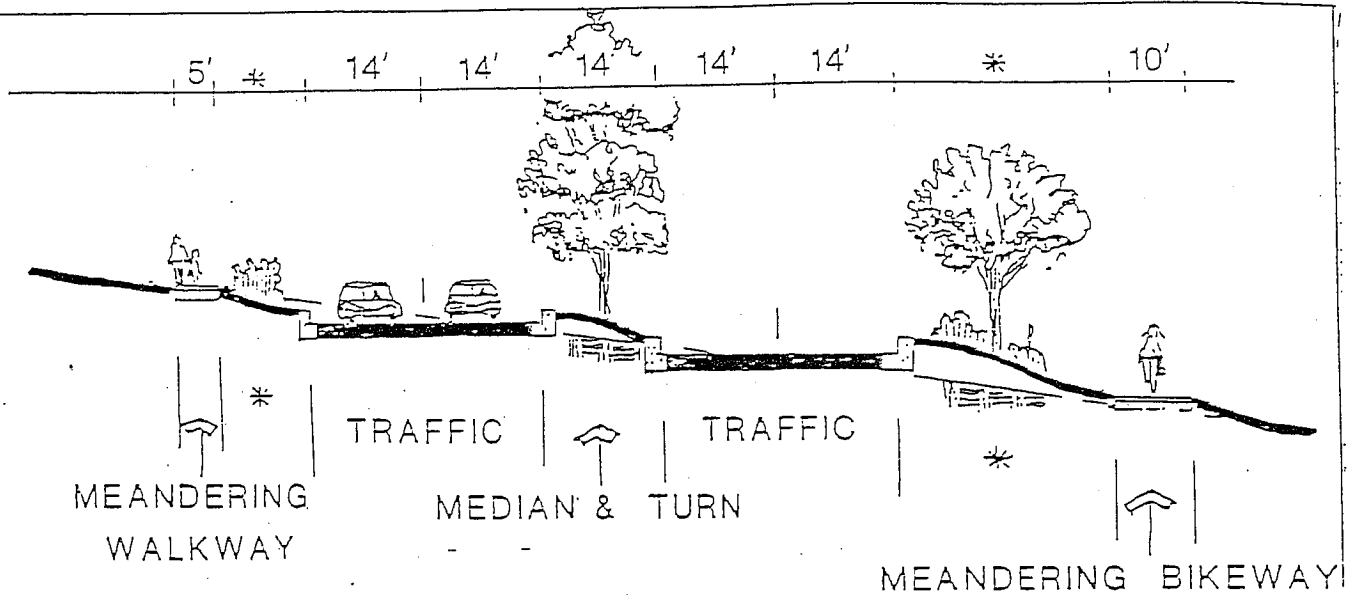 5' * 14' 14' 14 14' 14' * 10'
* TRAFFIC TRAFFIC *
MEANDERING WALKWAY
MEDIAN & TURN
MEANDERING BIKEWAY